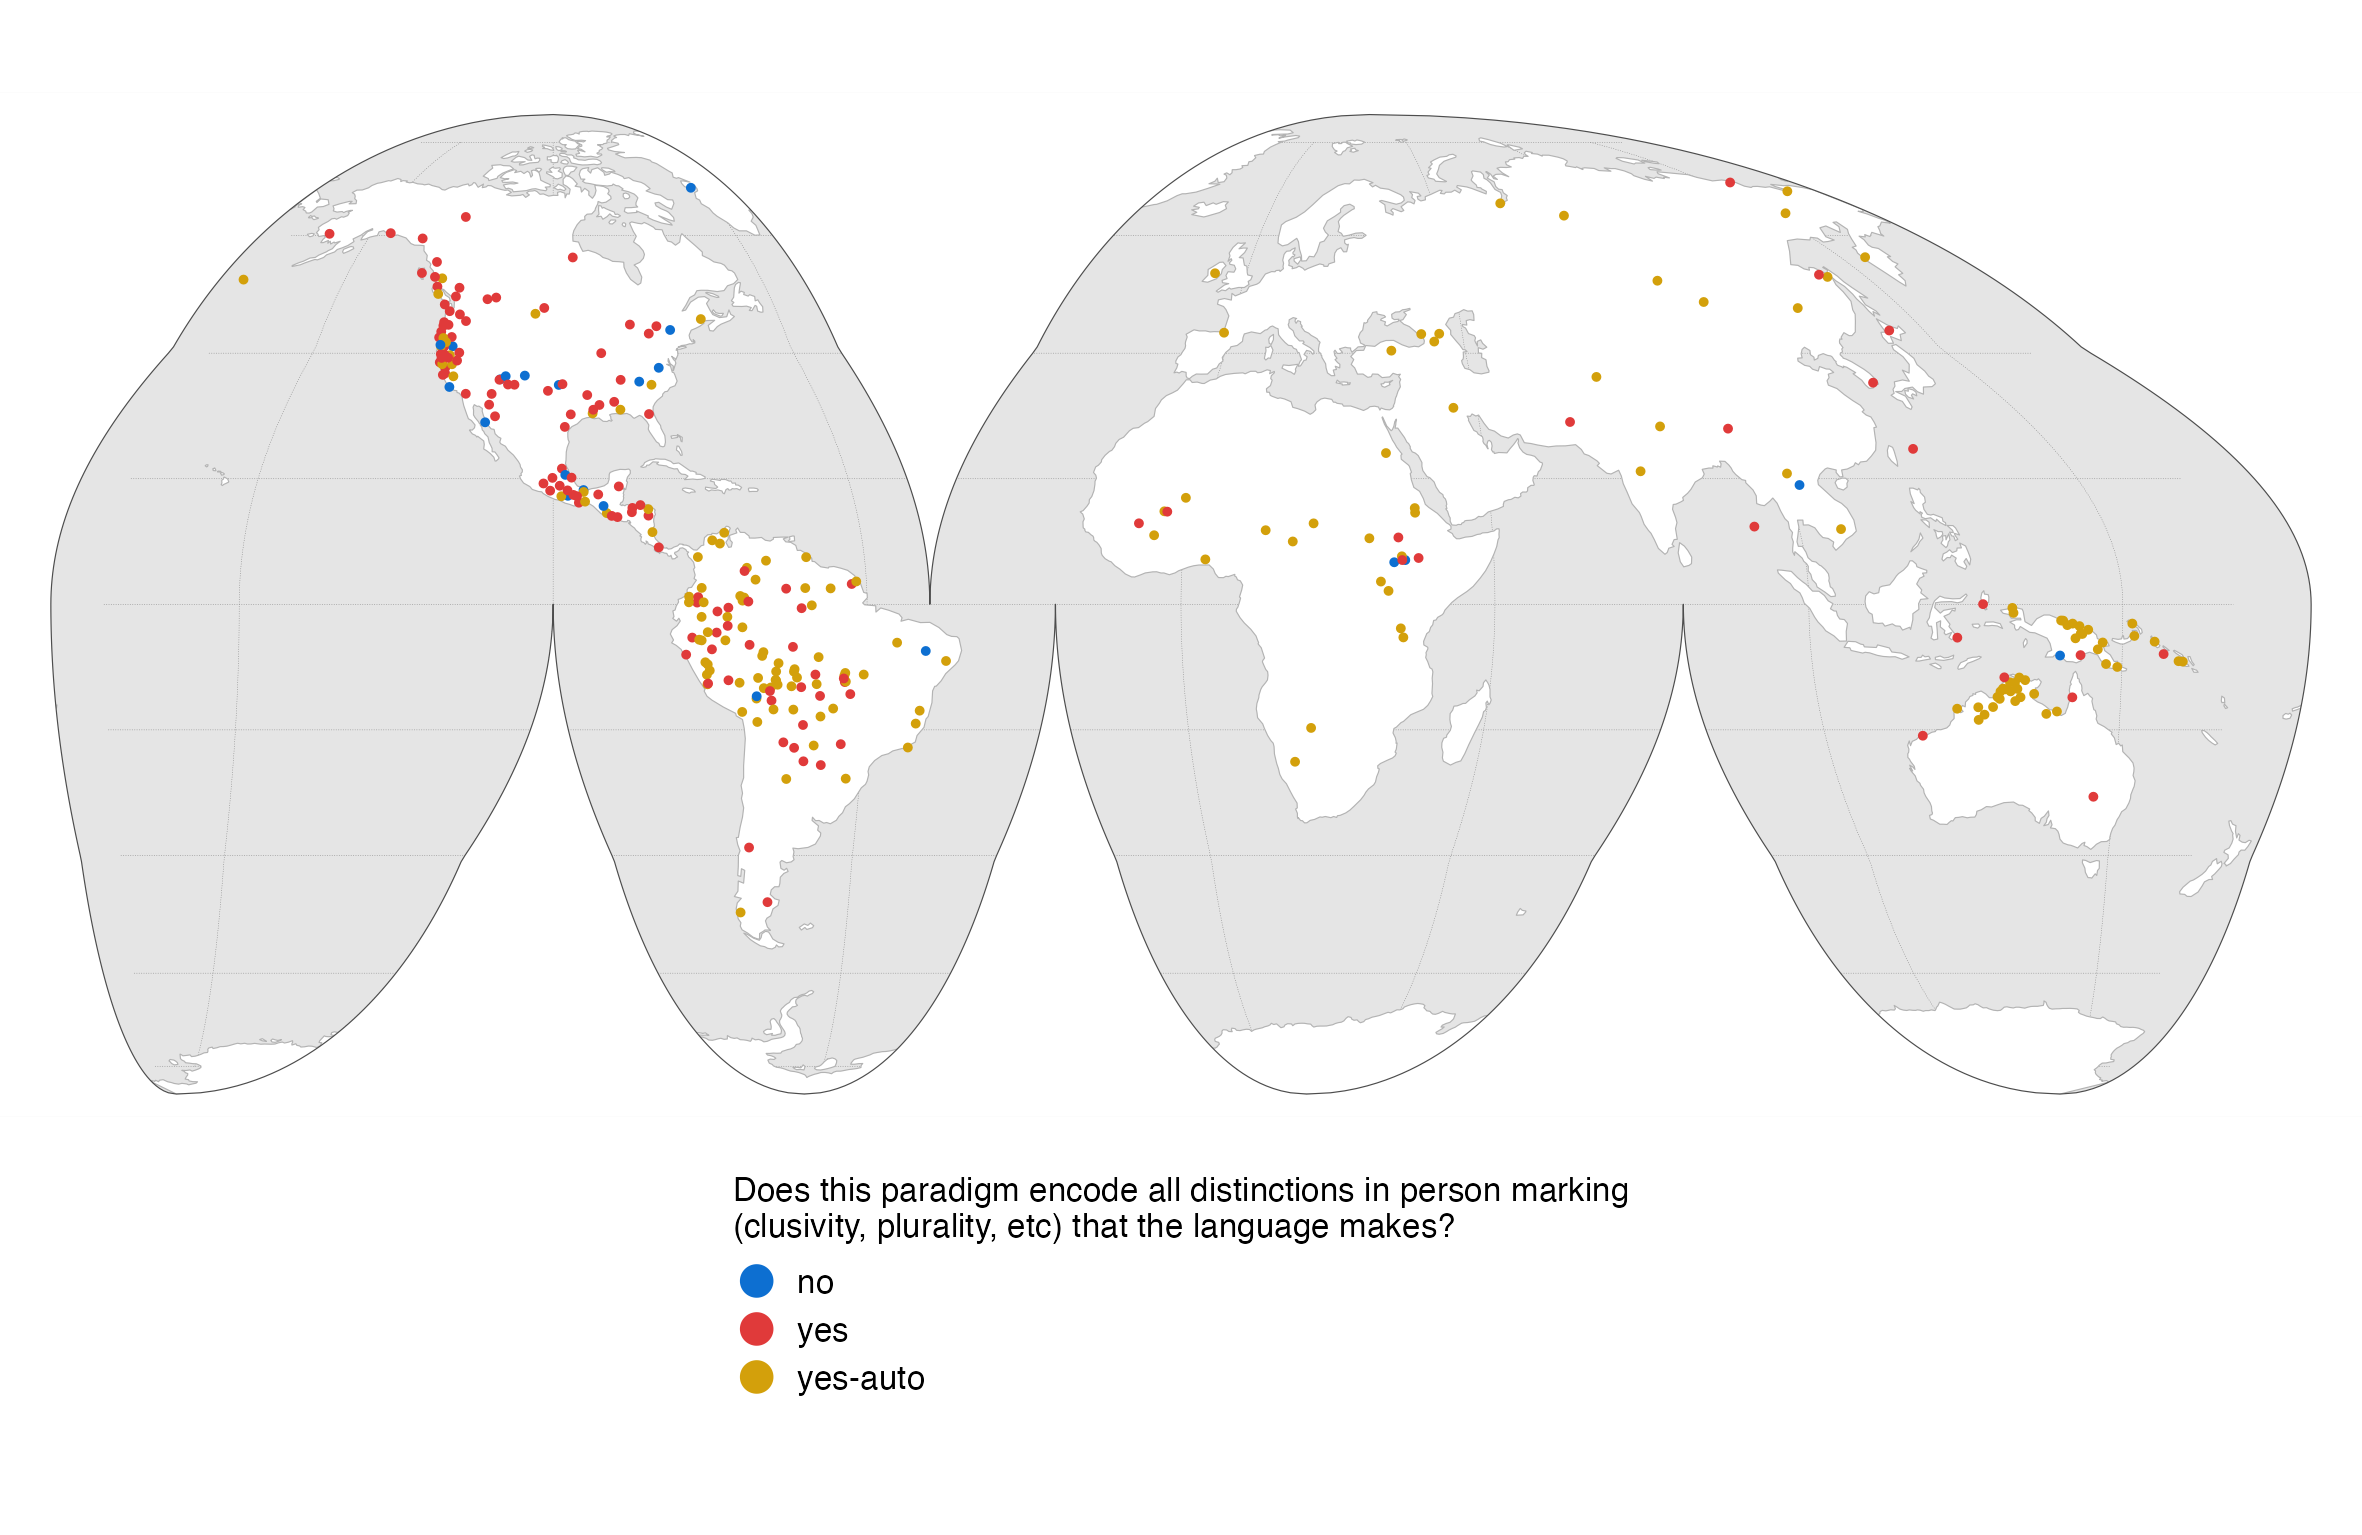 Does this paradigm encode all distinctions in person marking
(clusivity, plurality, etc) that the language makes?
no
yes
yes-auto